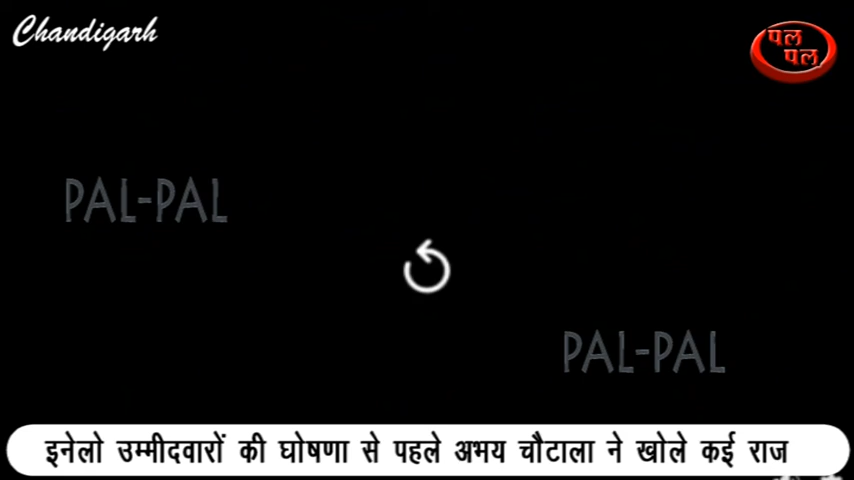 Chandigarh
पल
पल
PAL-PAL
PAL-PAL
इनेलो उम्मीदवारों की घोषणा से पहले अभय चौटाला ने खोले कई राज